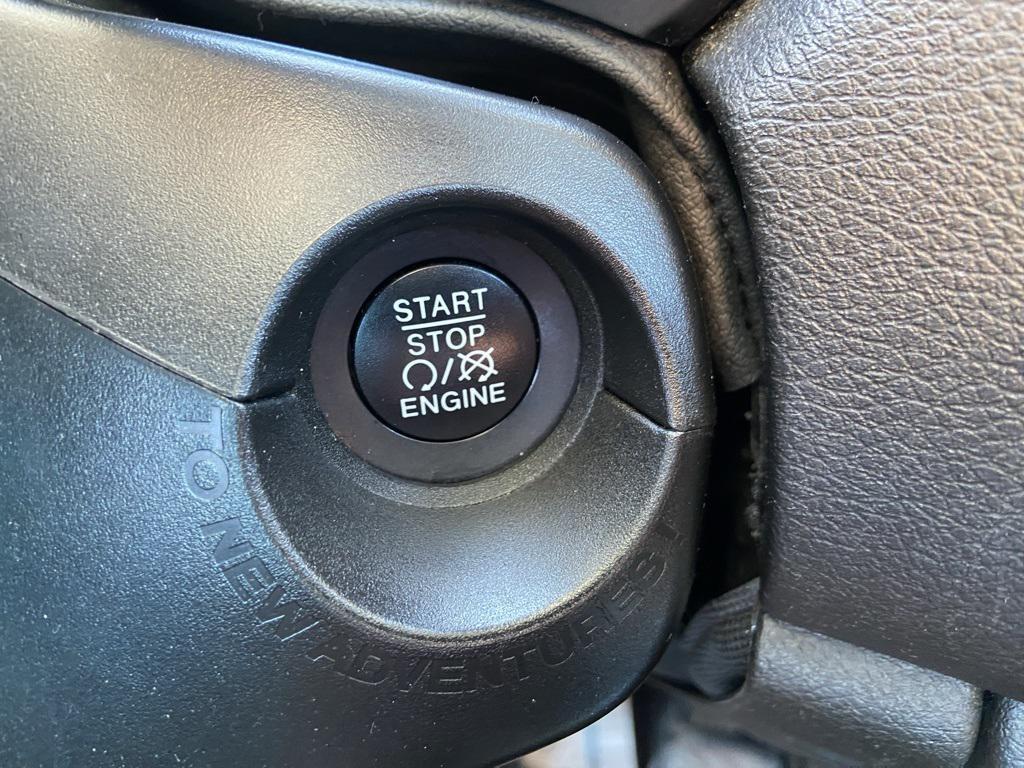 START
STOP
/
ENGINE
TO NEW ADVENTURES!